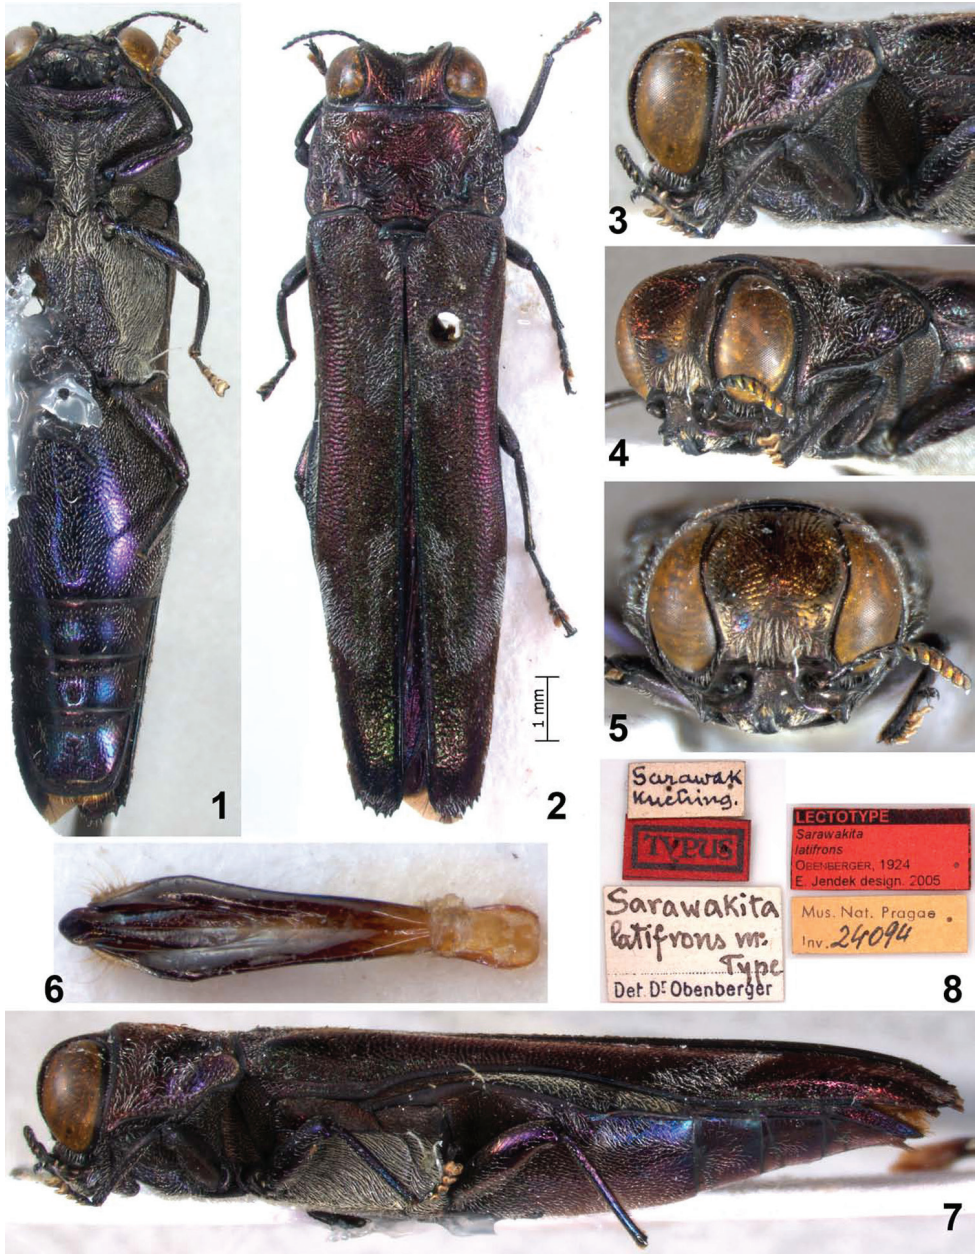 1
2
1 mm
3
4
5
6
Sarawak
Kuching.
TYPUS
Sarawakita
latifrons m.
Type
Det. Dr Obenberger
LECTOTYPE
Sarawakita
latifrons
OBENBERGER, 1924
E. Jendek design. 2005
Mus. Nat. Pragae
Inv. 24094
8
7